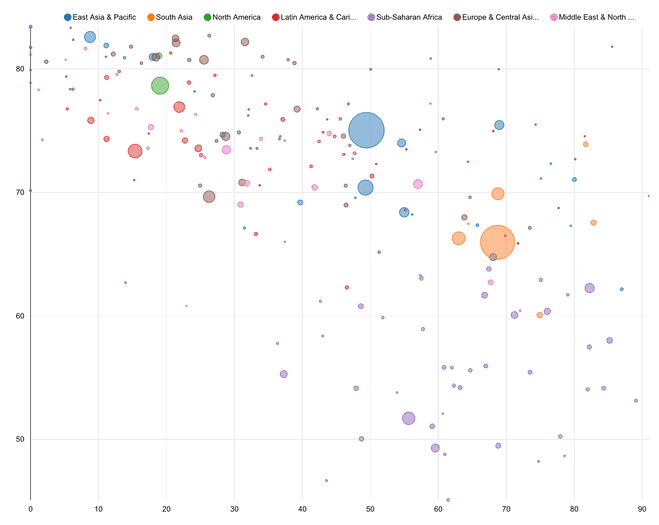 East Asia & Pacific South Asia North America Latin America & Cari... Sub-Saharan Africa Europe & Central Asi... Middle East & North ...
80
70
60
50
0 10 20 30 40 50 60 70 80 90